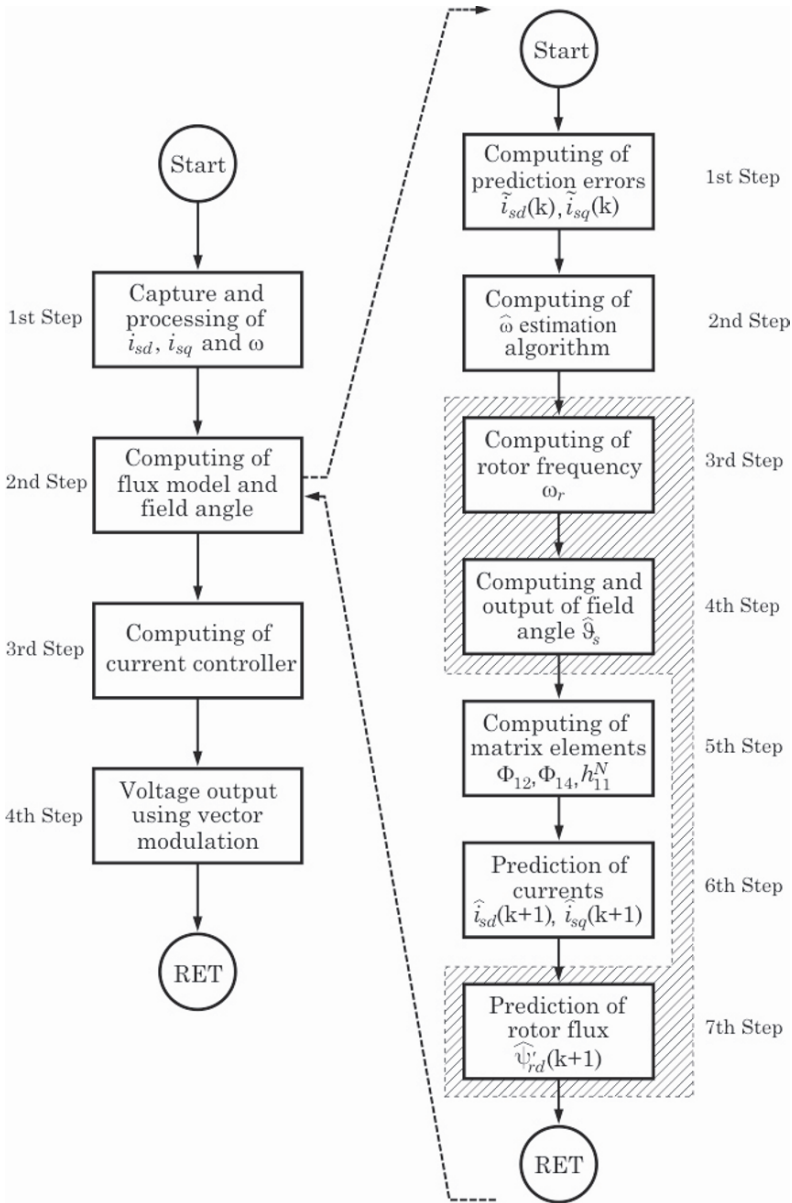 Start
1st Step
Capture and
processing of
i_sd, i_sq and ω
2nd Step
Computing of
flux model and
field angle
3rd Step
Computing of
current controller
4th Step
Voltage output
using vector
modulation
RET
Start
Computing of
prediction errors
ĩ_sd(k), ĩ_sq(k)
1st Step
Computing of
ω̂ estimation
algorithm
2nd Step
Computing of
rotor frequency
ω_r
3rd Step
Computing and
output of field
angle ϑ̂_s
4th Step
Computing of
matrix elements
Φ₁₂, Φ₁₄, h₁₁^N
5th Step
Prediction of
currents
î_sd(k+1), î_sq(k+1)
6th Step
Prediction of
rotor flux
ψ̂′_rd(k+1)
7th Step
RET